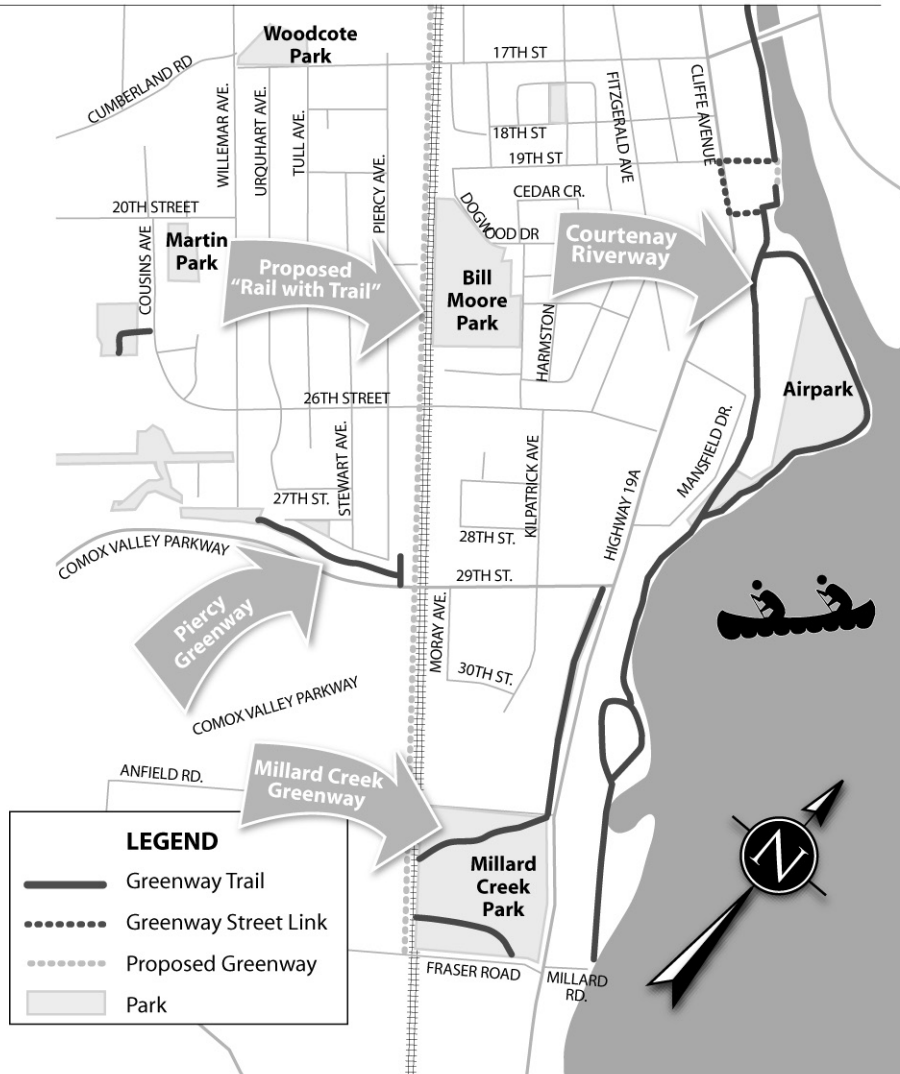 Woodcote
Park
17TH ST
CUMBERLAND RD
WILLEMAR AVE.
URQUHART AVE.
TULL AVE.
PIERCY AVE.
FITZGERALD AVE
CLIFFE AVENUE
18TH ST
19TH ST
CEDAR CR.
DOGWOOD DR
20TH STREET
COUSINS AVE
Martin
Park
Proposed
“Rail with Trail”
Bill
Moore
Park
Courtenay
Riverway
HARMSTON
Airpark
26TH STREET
STEWART AVE.
KILPATRICK AVE
MANSFIELD DR.
HIGHWAY 19A
27TH ST.
28TH ST.
COMOX VALLEY PARKWAY
29TH ST.
Piercy
Greenway
MORAY AVE.
30TH ST.
COMOX VALLEY PARKWAY
ANFIELD RD.
Millard Creek
Greenway
Millard
Creek
Park
FRASER ROAD
MILLARD
RD.
N
LEGEND
Greenway Trail
Greenway Street Link
Proposed Greenway
Park